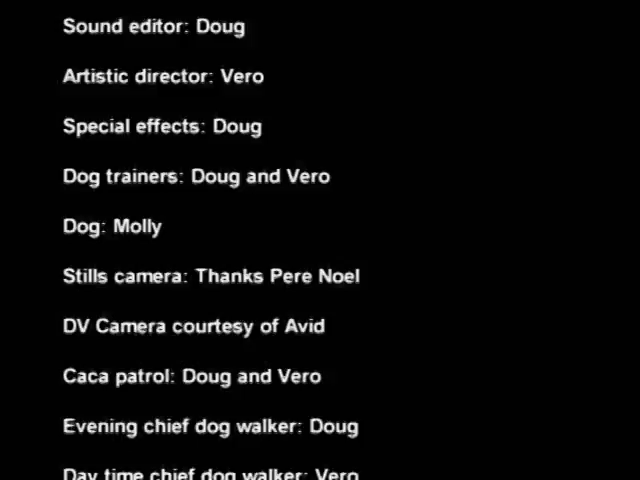 Sound editor: Doug
Artistic director: Vero
Special effects: Doug
Dog trainers: Doug and Vero
Dog: Molly
Stills camera: Thanks Pere Noel
DV Camera courtesy of Avid
Caca patrol: Doug and Vero
Evening chief dog walker: Doug
Day time chief dog walker: Vero